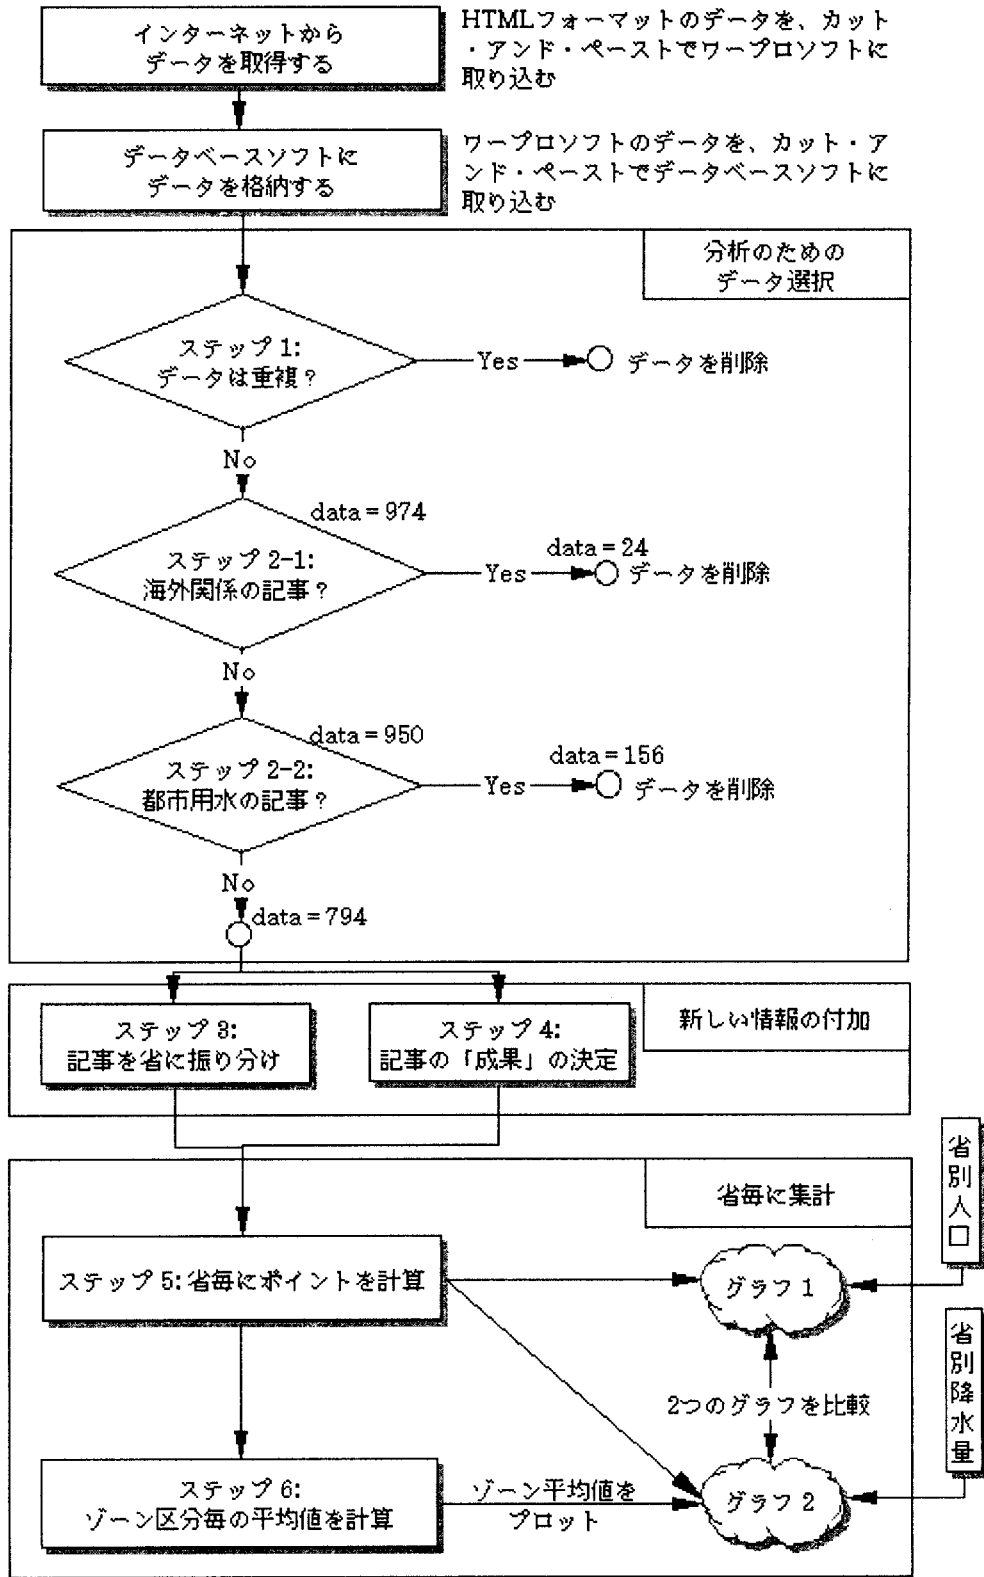 インターネットから
データを取得する
HTMLフォーマットのデータを、カット
・アンド・ペーストでワープロソフトに
取り込む
データベースソフトに
データを格納する
ワープロソフトのデータを、カット・ア
ンド・ペーストでデータベースソフトに
取り込む
分析のための
データ選択
ステップ 1:
データは重複？
Yes
データを削除
No
data = 974
ステップ 2-1:
海外関係の記事？
Yes
data = 24
データを削除
No
data = 950
ステップ 2-2:
都市用水の記事？
Yes
data = 156
データを削除
No
data = 794
ステップ 3:
記事を省に振り分け
ステップ 4:
記事の「成果」の決定
新しい情報の付加
省毎に集計
省別人口
ステップ 5: 省毎にポイントを計算
グラフ 1
省別降水量
2つのグラフを比較
ステップ 6:
ゾーン区分毎の平均値を計算
ゾーン平均値を
プロット
グラフ 2